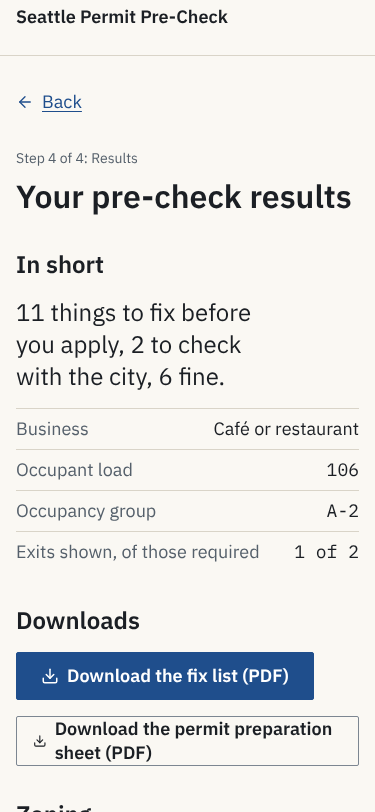 Seattle Permit Pre-Check
Back
Step 4 of 4: Results
Your pre-check results
In short
11 things to fix before
you apply, 2 to check
with the city, 6 fine.
Business Café or restaurant
Occupant load 106
Occupancy group A-2
Exits shown, of those required 1 of 2
Downloads
Download the fix list (PDF)
Download the permit preparation
sheet (PDF)
Zoning